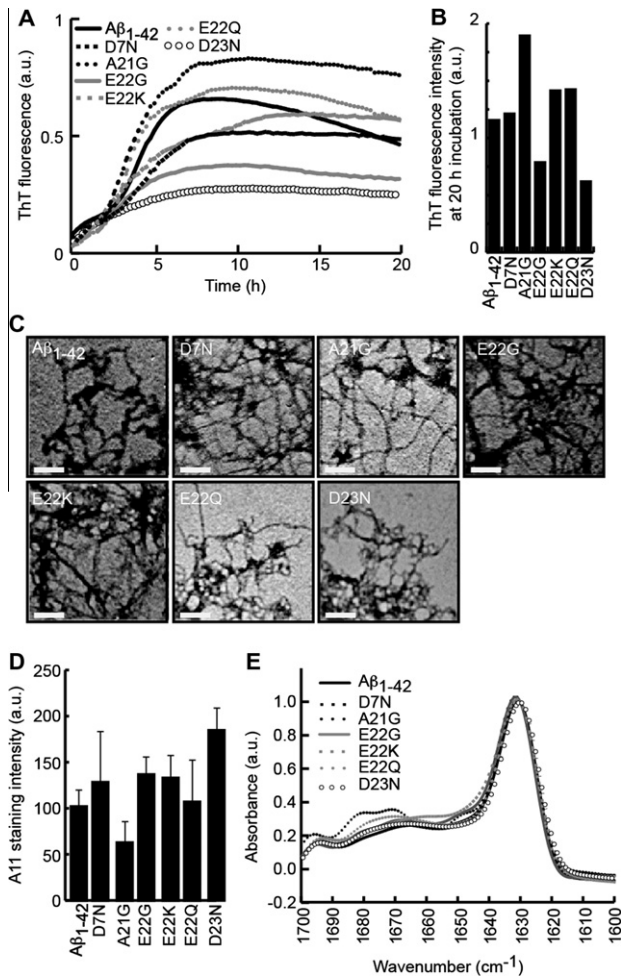 A
Aβ1-42
D7N
A21G
E22G
E22K
E22Q
D23N
ThT fluorescence (a.u.)
1
0.5
0
0 5 10 15 20
Time (h)
B
ThT fluorescence intensity
at 20 h incubation (a.u.)
2
1
0
Aβ1-42 D7N A21G E22G E22K E22Q D23N
C
Aβ1-42 D7N A21G E22G
E22K E22Q D23N
D
A11 staining intensity (a.u.)
250
200
150
100
50
0
Aβ1-42 D7N A21G E22G E22K E22Q D23N
E
Aβ1-42
D7N
A21G
E22G
E22K
E22Q
D23N
Absorbance (a.u.)
1.0
0.8
0.6
0.4
0.2
0.0
-0.2
1700 1690 1680 1670 1660 1650 1640 1630 1620 1610 1600
Wavenumber (cm-1)